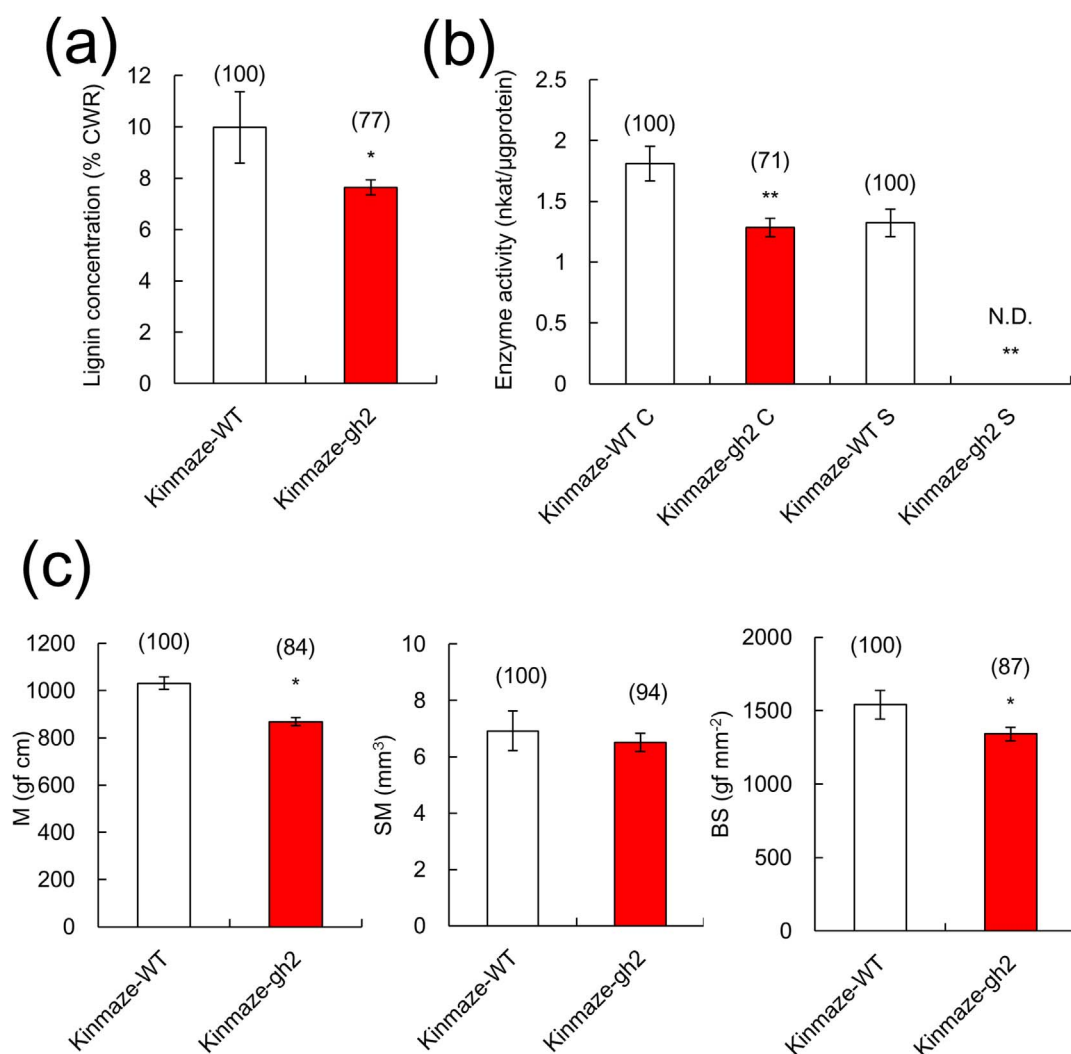 (a)
Lignin concentration (% CWR)
12
10
8
6
4
2
0
(100)
(77)
*
Kinmaze-WT
Kinmaze-gh2
(b)
Enzyme activity (nkat/μgprotein)
2.5
2
1.5
1
0.5
0
(100)
(71)
**
(100)
N.D.
**
Kinmaze-WT C
Kinmaze-gh2 C
Kinmaze-WT S
Kinmaze-gh2 S
(c)
M (gf cm)
1200
1000
800
600
400
200
0
(100)
(84)
*
Kinmaze-WT
Kinmaze-gh2
SM (mm³)
10
8
6
4
2
0
(100)
(94)
Kinmaze-WT
Kinmaze-gh2
BS (gf mm⁻²)
2000
1500
1000
500
0
(100)
(87)
*
Kinmaze-WT
Kinmaze-gh2